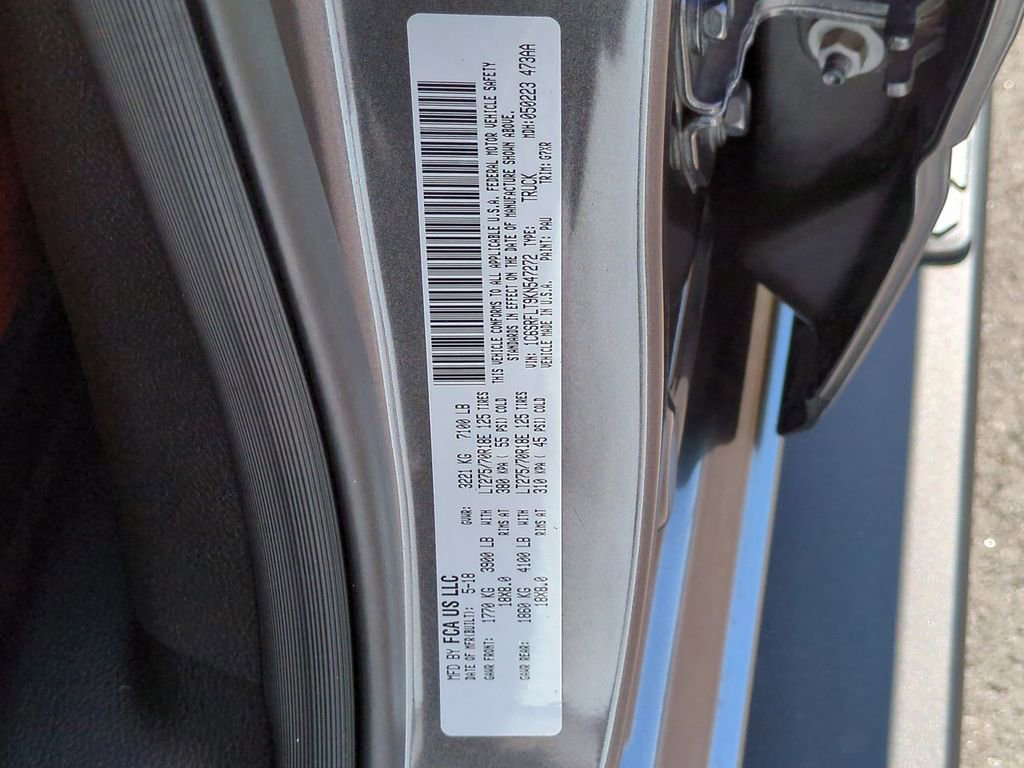 MFD BY FCA US LLC
DATE OF MFR(BUILT): 5-18 GVWR: 3221 KG 7100 LB
GAWR FRONT: 1770 KG 3900 LB WITH LT275/70R18E 125 TIRES
18X8.0 RIMS AT 380 KPA ( 55 PSI) COLD
GAWR REAR: 1860 KG 4100 LB WITH LT275/70R18E 125 TIRES
18X8.0 RIMS AT 310 KPA ( 45 PSI) COLD
THIS VEHICLE CONFORMS TO ALL APPLICABLE U.S.A. FEDERAL MOTOR VEHICLE SAFETY
STANDARDS IN EFFECT ON THE DATE OF MANUFACTURE SHOWN ABOVE.
VIN: 1C6SRFLT9KN547272 TYPE: TRUCK MDH:050223 473AA
VEHICLE MADE IN U.S.A. PAINT: PAU TRIM: G7XR